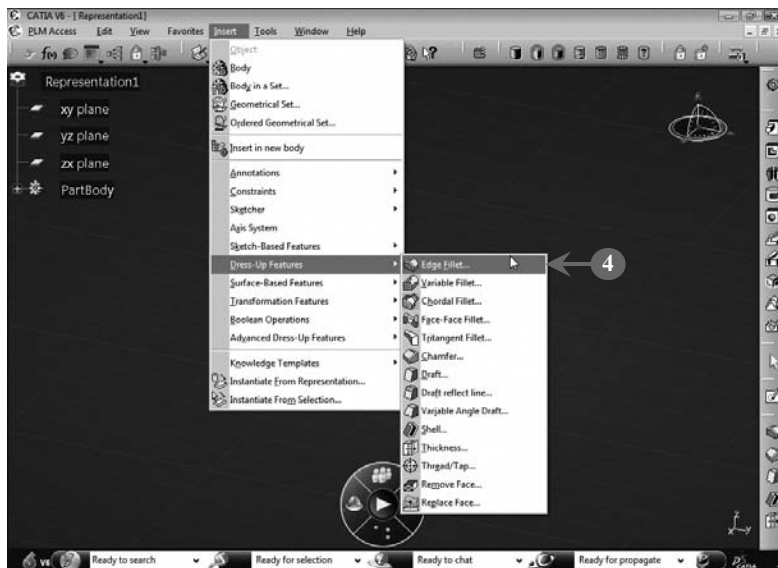 CATIA V6 - [ Representation1]
PLM Access Edit View Favorites Insert Tools Window Help
Representation1
xy plane
yz plane
zx plane
PartBody
Object
Body
Body in a Set...
Geometrical Set...
Ordered Geometrical Set...
Insert in new body
Annotations
Constraints
Sketcher
Axis System
Sketch-Based Features
Dress-Up Features
Surface-Based Features
Transformation Features
Boolean Operations
Advanced Dress-Up Features
Knowledge Templates
Instantiate From Representation...
Instantiate From Selection...
Edge Fillet...
Variable Fillet...
Chordal Fillet...
Face-Face Fillet...
Tritangent Fillet...
Chamfer...
Draft...
Draft reflect line...
Variable Angle Draft...
Shell...
Thickness...
Thread/Tap...
Remove Face...
Replace Face...
4
z
x y
V6 Ready to search Ready for selection Ready to chat Ready for propagate CATIA